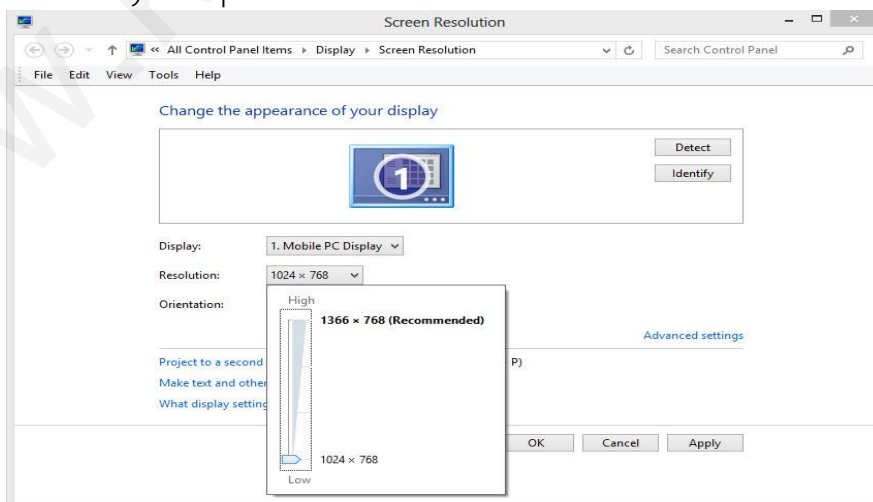 Screen Resolution
« All Control Panel Items ▸ Display ▸ Screen Resolution
Search Control Panel
File Edit View Tools Help
Change the appearance of your display
1
Detect
Identify
Display: 1. Mobile PC Display
Resolution: 1024 × 768
Orientation:
High
1366 × 768 (Recommended)
Advanced settings
Project to a second P)
Make text and other
What display setting
1024 × 768
Low
OK Cancel Apply